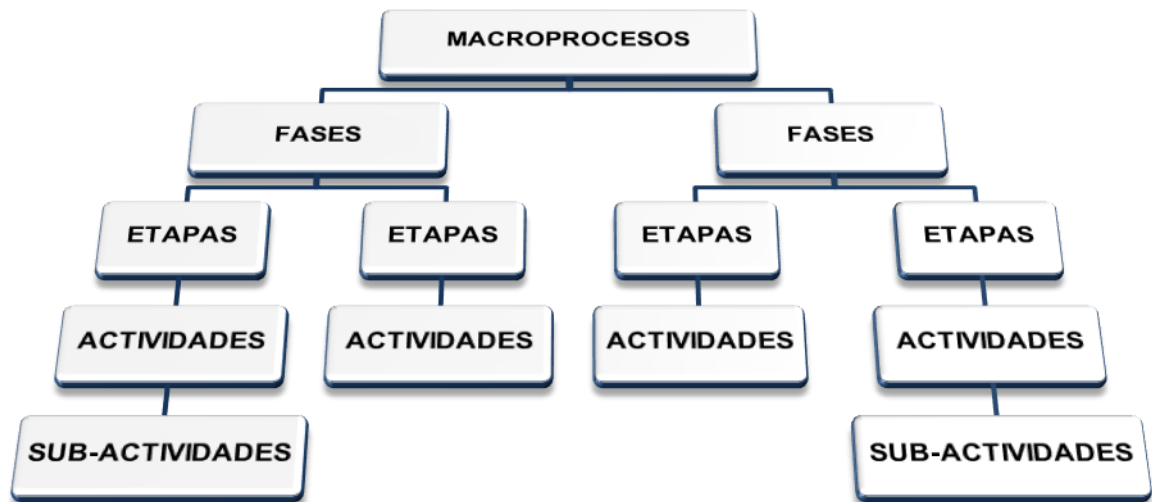 MACROPROCESOS
FASES
FASES
ETAPAS
ETAPAS
ETAPAS
ETAPAS
ACTIVIDADES
ACTIVIDADES
ACTIVIDADES
ACTIVIDADES
SUB-ACTIVIDADES
SUB-ACTIVIDADES